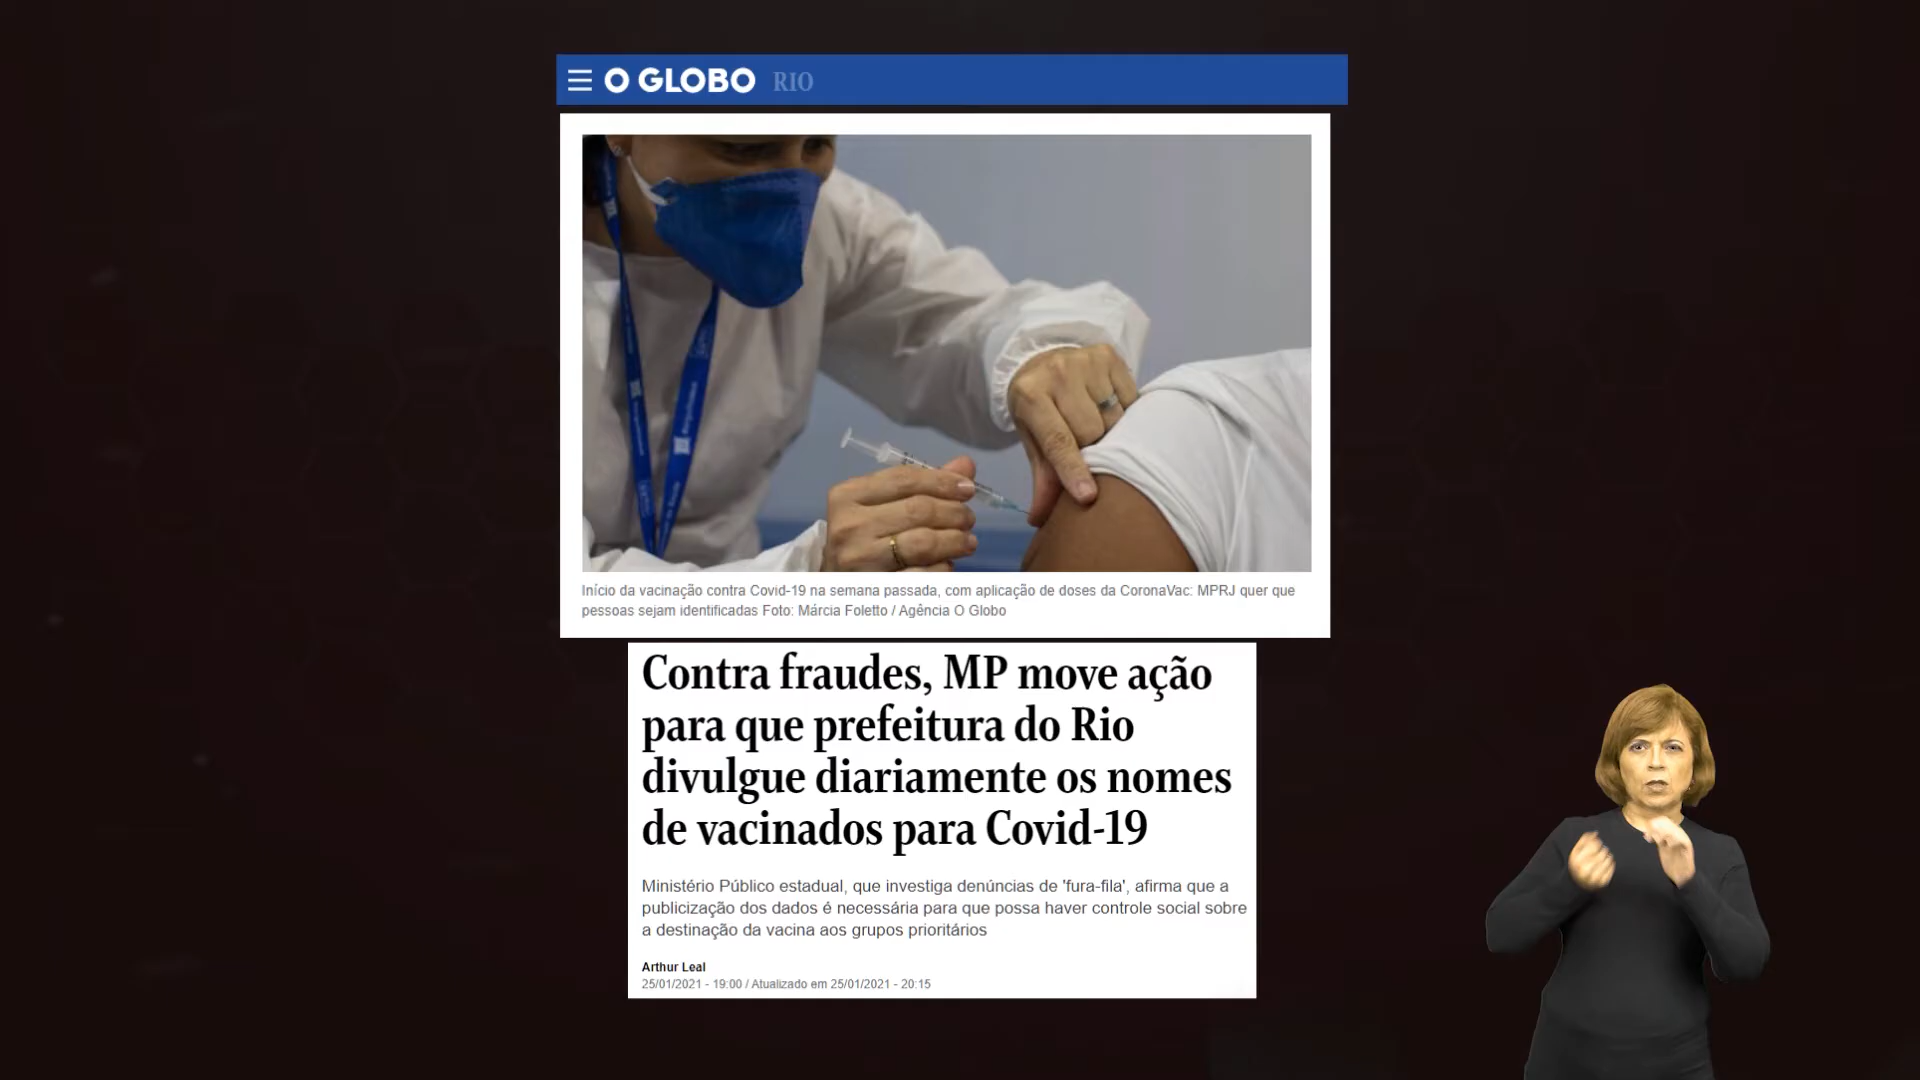 O GLOBO RIO
Início da vacinação contra Covid-19 na semana passada, com aplicação de doses da CoronaVac: MPRJ quer que
pessoas sejam identificadas Foto: Márcia Foletto / Agência O Globo
Contra fraudes, MP move ação
para que prefeitura do Rio
divulgue diariamente os nomes
de vacinados para Covid-19
Ministério Público estadual, que investiga denúncias de 'fura-fila', afirma que a
publicização dos dados é necessária para que possa haver controle social sobre
a destinação da vacina aos grupos prioritários
Arthur Leal
25/01/2021 - 19:00 / Atualizado em 25/01/2021 - 20:15